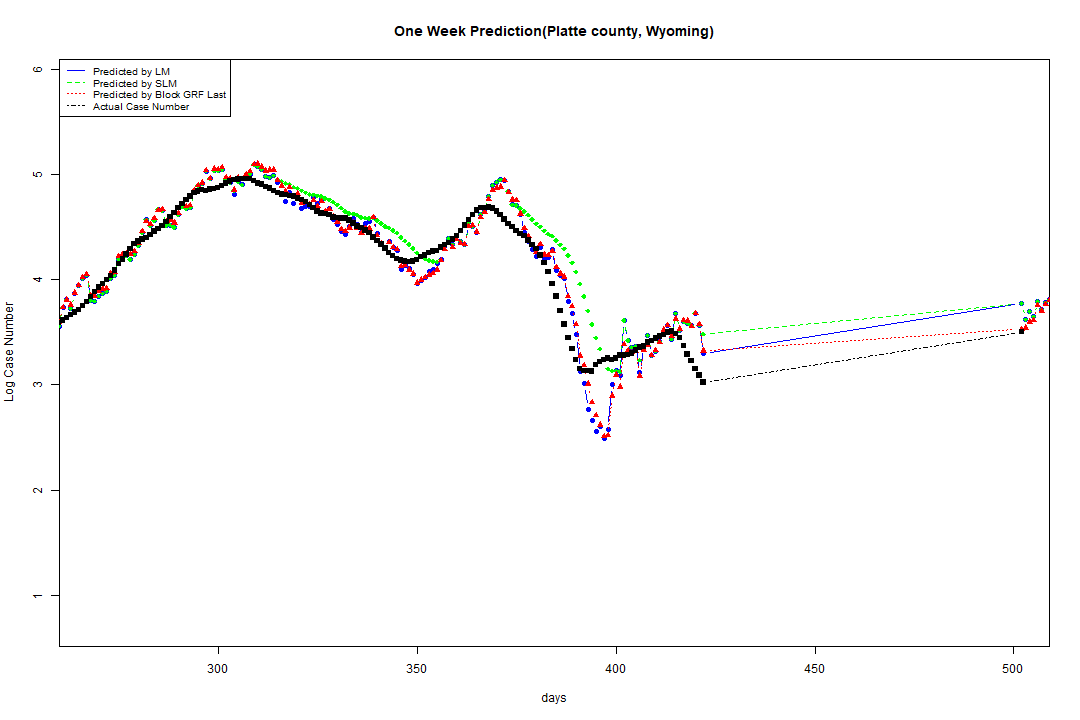 One Week Prediction(Platte county, Wyoming)
Predicted by LM
Predicted by SLM
Predicted by Block GRF Last
Actual Case Number
6
5
4
3
2
1
Log Case Number
300
350
400
450
500
days